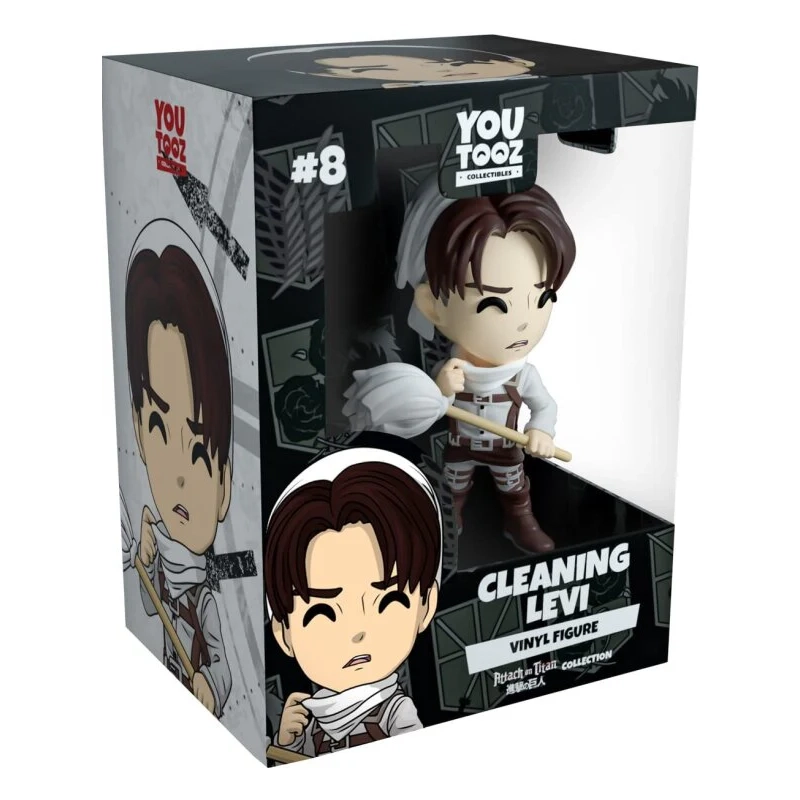 YOU
TOOZ
#8
YOU
TOOZ
• COLLECTIBLES •
CLEANING
LEVI
VINYL FIGURE
Attack on Titan COLLECTION
進撃の巨人